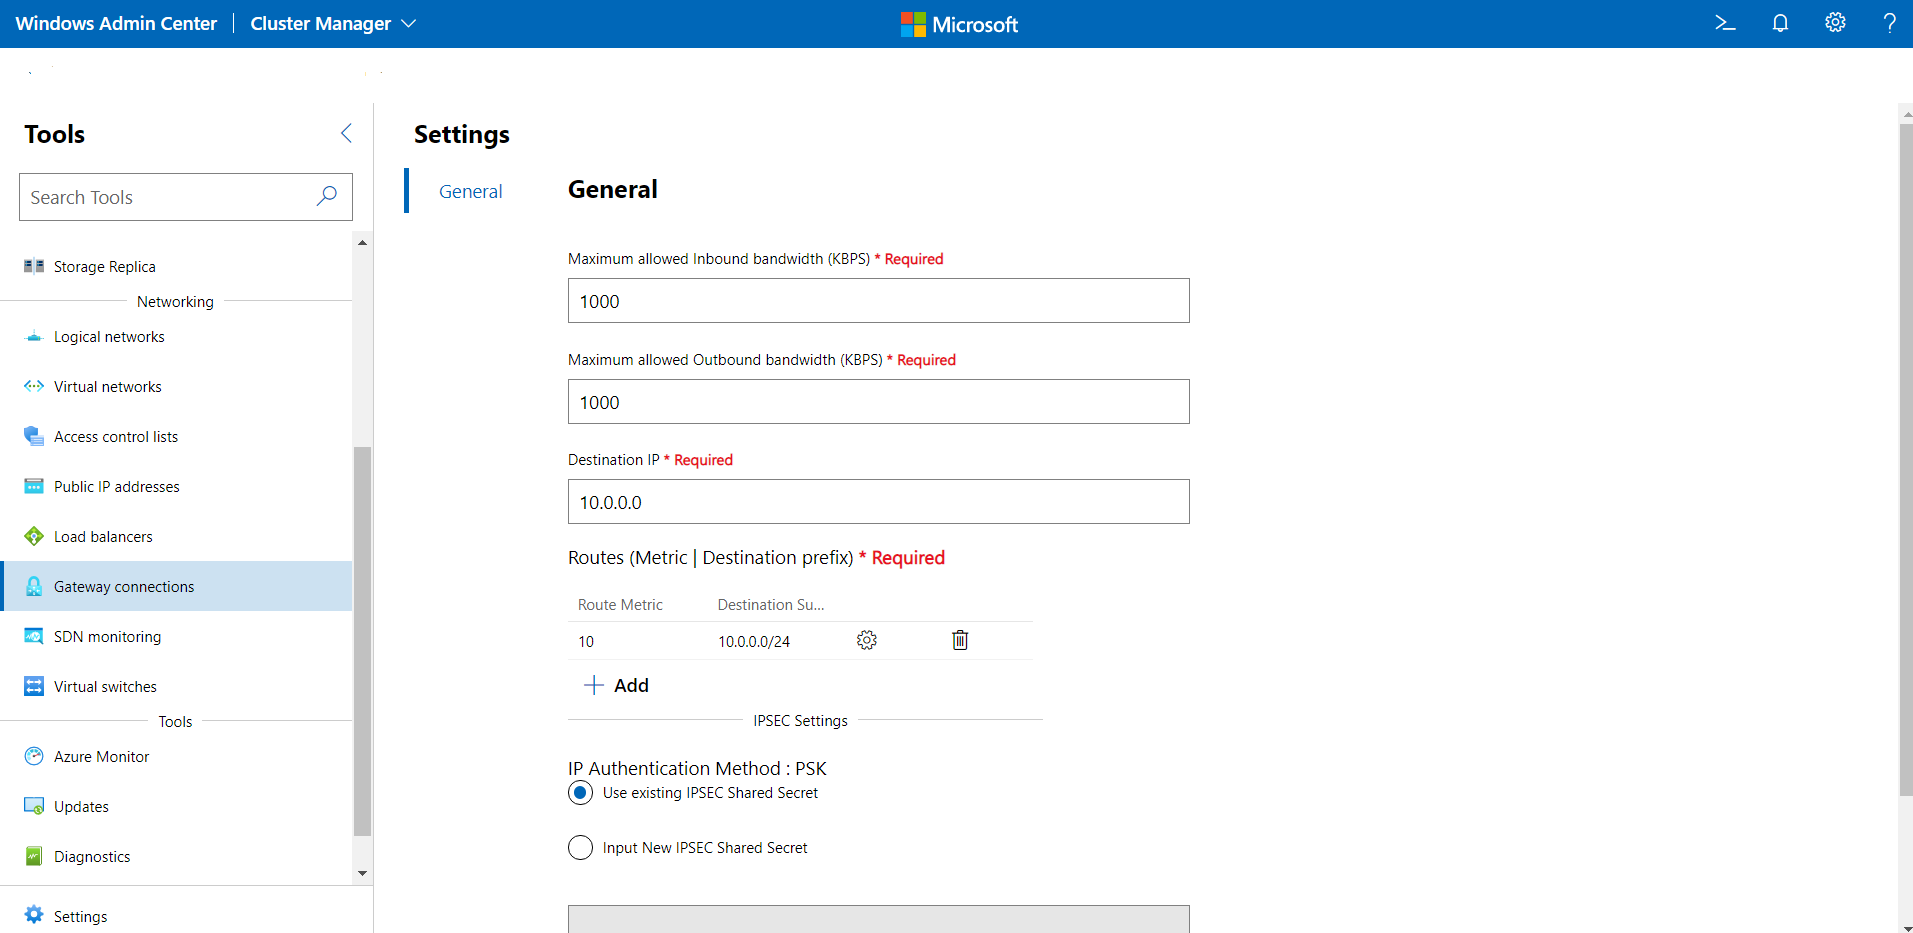 Windows Admin Center | Cluster Manager
Microsoft
Tools
Search Tools
Storage Replica
Networking
Logical networks
Virtual networks
Access control lists
Public IP addresses
Load balancers
Gateway connections
SDN monitoring
Virtual switches
Tools
Azure Monitor
Updates
Diagnostics
Settings
Settings
General
General
Maximum allowed Inbound bandwidth (KBPS) * Required
1000
Maximum allowed Outbound bandwidth (KBPS) * Required
1000
Destination IP * Required
10.0.0.0
Routes (Metric | Destination prefix) * Required
Route Metric Destination Su...
10 10.0.0.0/24
Add
IPSEC Settings
IP Authentication Method : PSK
Use existing IPSEC Shared Secret
Input New IPSEC Shared Secret